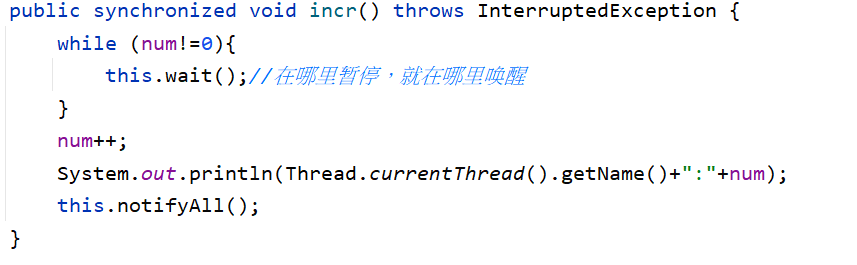 public synchronized void incr() throws InterruptedException {
    while (num!=0){
        this.wait();//在哪里暂停，就在哪里唤醒
    }
    num++;
    System.out.println(Thread.currentThread().getName()+":"+num);
    this.notifyAll();
}